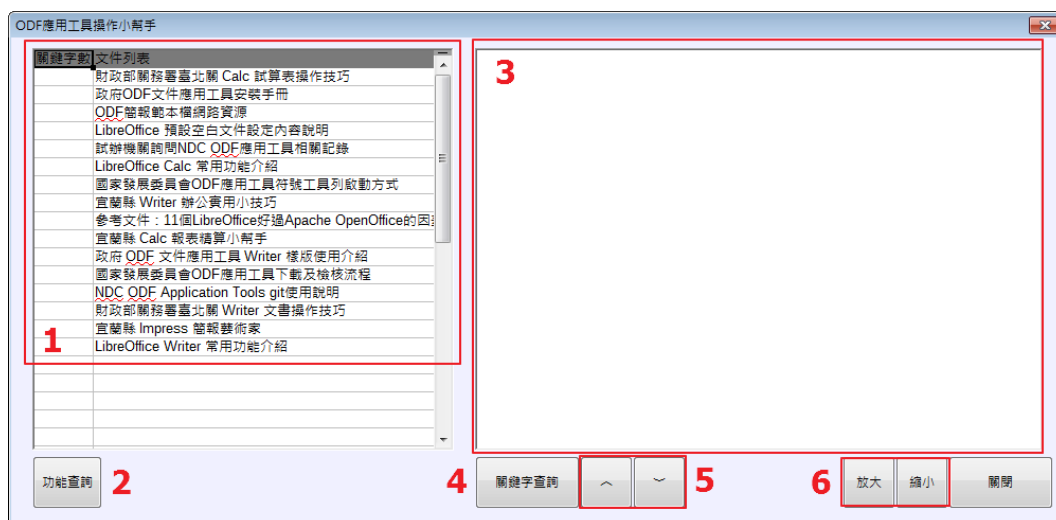 ODF應用工具操作小幫手
關鍵字數 文件列表
財政部關務署臺北關 Calc 試算表操作技巧
政府ODF文件應用工具安裝手冊
ODF簡報範本檔網路資源
LibreOffice 預設空白文件設定內容說明
試辦機關詢問NDC ODF應用工具相關記錄
LibreOffice Calc 常用功能介紹
國家發展委員會ODF應用工具符號工具列啟動方式
宜蘭縣 Writer 辦公實用小技巧
參考文件：11個LibreOffice好過Apache OpenOffice的因
宜蘭縣 Calc 報表精算小幫手
政府 ODF 文件應用工具 Writer 樣版使用介紹
國家發展委員會ODF應用工具下載及檢核流程
NDC ODF Application Tools git使用說明
財政部關務署臺北關 Writer 文書操作技巧
宜蘭縣 Impress 簡報藝術家
LibreOffice Writer 常用功能介紹
1
3
功能查詢 2
4 關鍵字查詢 5
6 放大 縮小 關閉